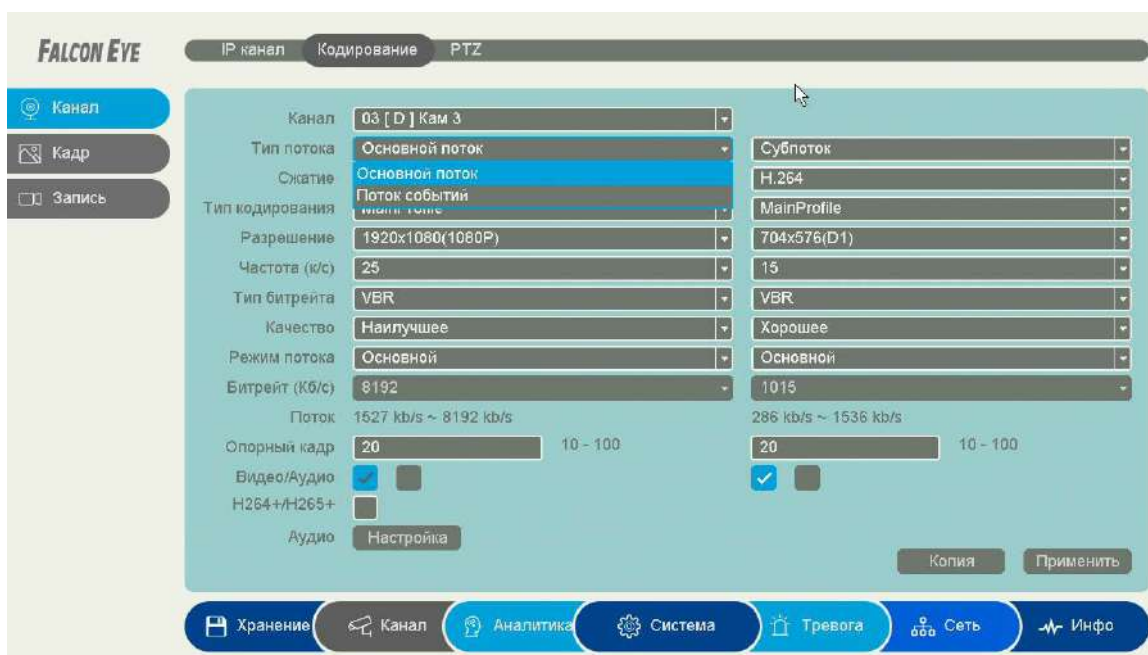 FALCON EYE
IP канал Кодирование PTZ
Канал
Кадр
Запись
Канал 03 [ D ] Кам 3
Тип потока Основной поток Субпоток
Основной поток
Поток событий
Сжатие H.264
Тип кодирования MainProfile MainProfile
Разрешение 1920x1080(1080P) 704x576(D1)
Частота (к/с) 25 15
Тип битрейта VBR VBR
Качество Наилучшее Хорошее
Режим потока Основной Основной
Битрейт (Кб/с) 8192 1015
Поток 1527 kb/s ~ 8192 kb/s 286 kb/s ~ 1536 kb/s
Опорный кадр 20 10 - 100 20 10 - 100
Видео/Аудио
H264+/H265+
Аудио Настройка
Копия Применить
Хранение Канал Аналитика Система Тревога Сеть Инфо